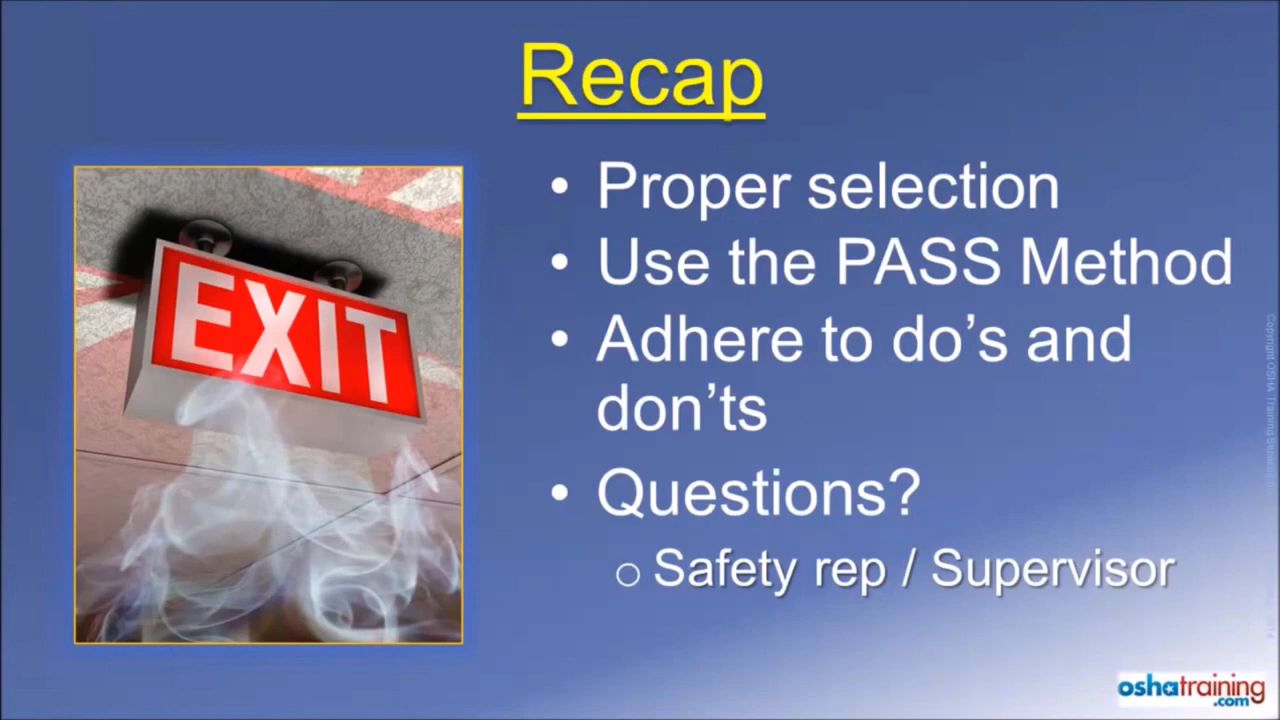 Recap
EXIT
• Proper selection
• Use the PASS Method
• Adhere to do’s and
don’ts
• Questions?
o Safety rep / Supervisor
oshatraining
.com